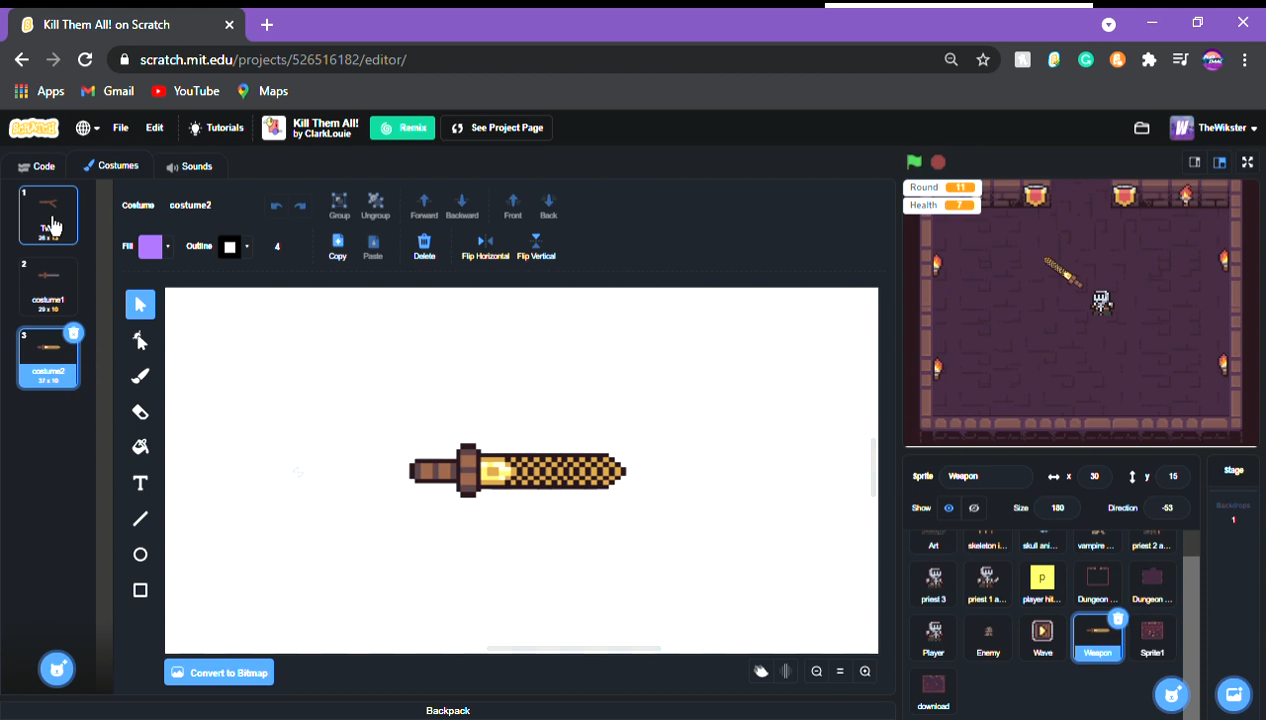 Kill Them All! on Scratch
scratch.mit.edu/projects/526516182/editor/
Apps Gmail YouTube Maps
SCRATCH File Edit Tutorials Kill Them All! by ClarkLouie Remix See Project Page TheWikster
Code Costumes Sounds
Costume costume2 Group Ungroup Forward Backward Front Back
Fill Outline 4 Copy Paste Delete Flip Horizontal Flip Vertical
1
2
costume1
29 x 10
3
costume2
37 x 10
Convert to Bitmap
Backpack
Round 11
Health 7
Sprite Weapon x 30 y 15
Show Size 180 Direction -53
Stage
Backdrops
1
Art skeleton i... skull ani... vampire ... priest 2 a...
p
priest 3 priest 1 a... player hit... Dungeon ... Dungeon ...
Player Enemy Wave Weapon Sprite1
download